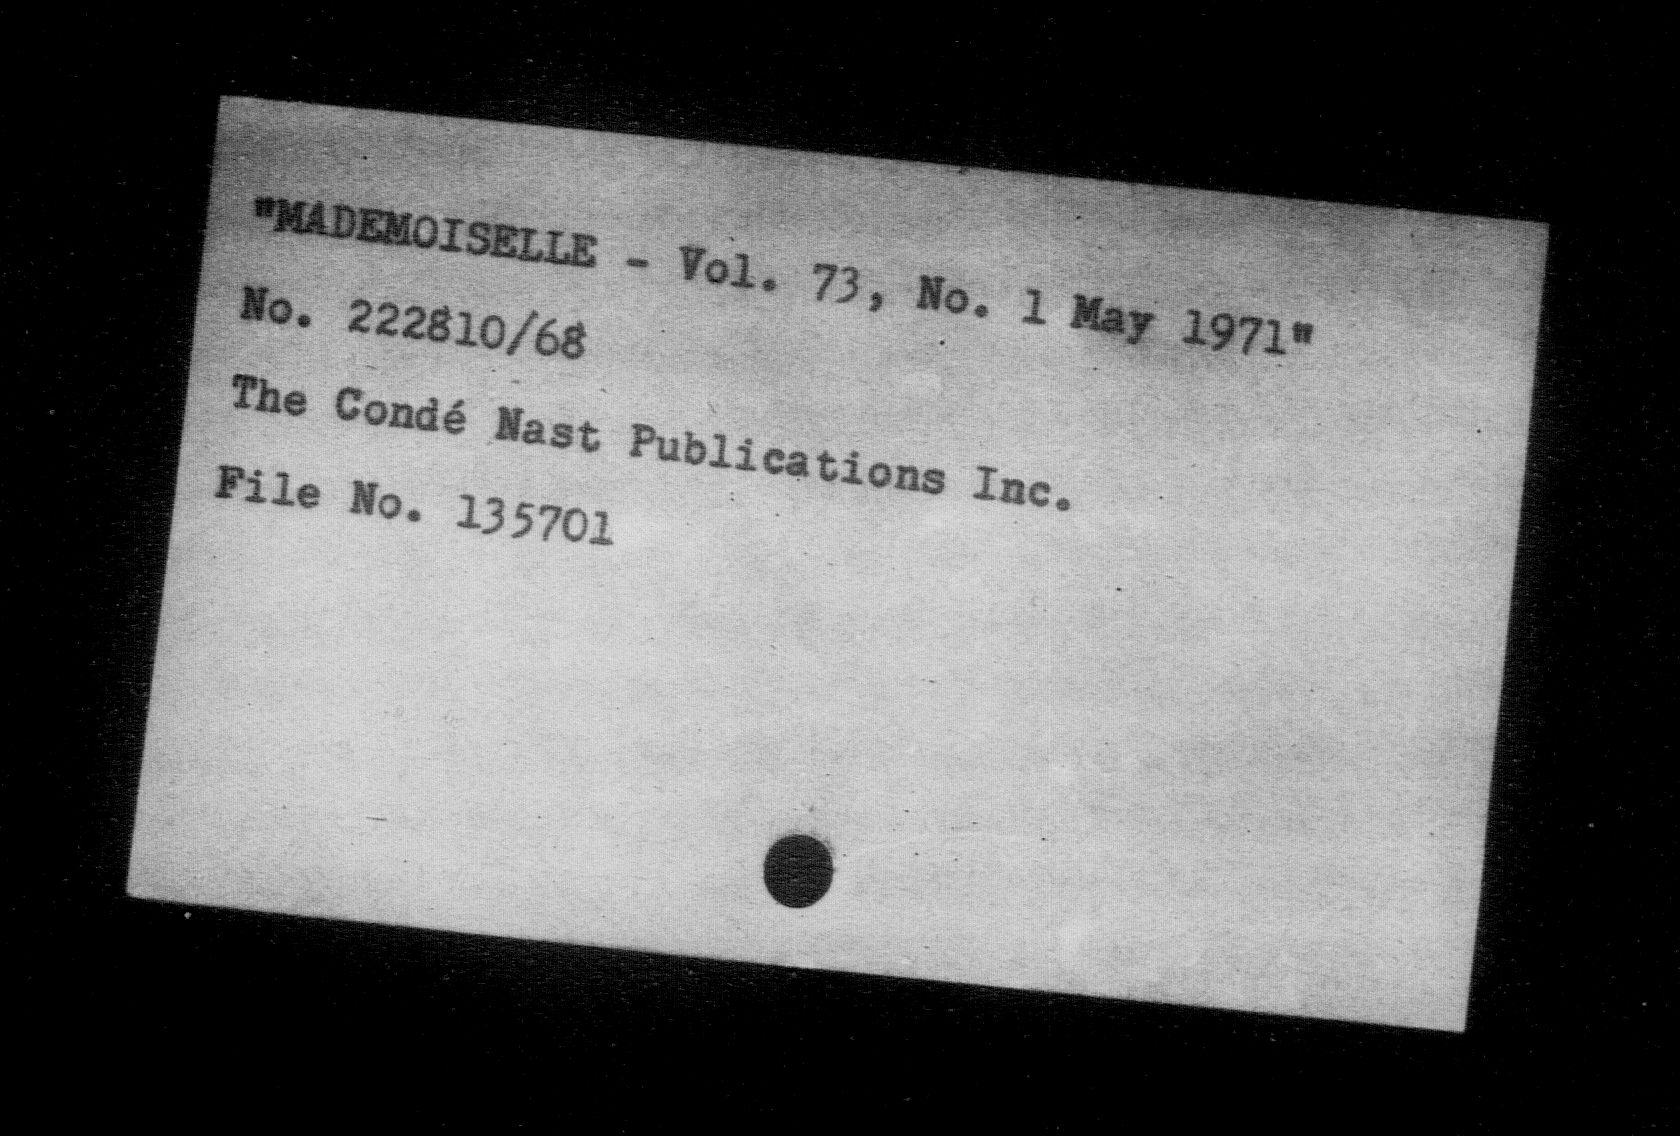 "MADEMOISELLE - Vol. 73, No. 1 May 1971"
No. 222810/68
The Condé Nast Publications Inc.
File No. 135701